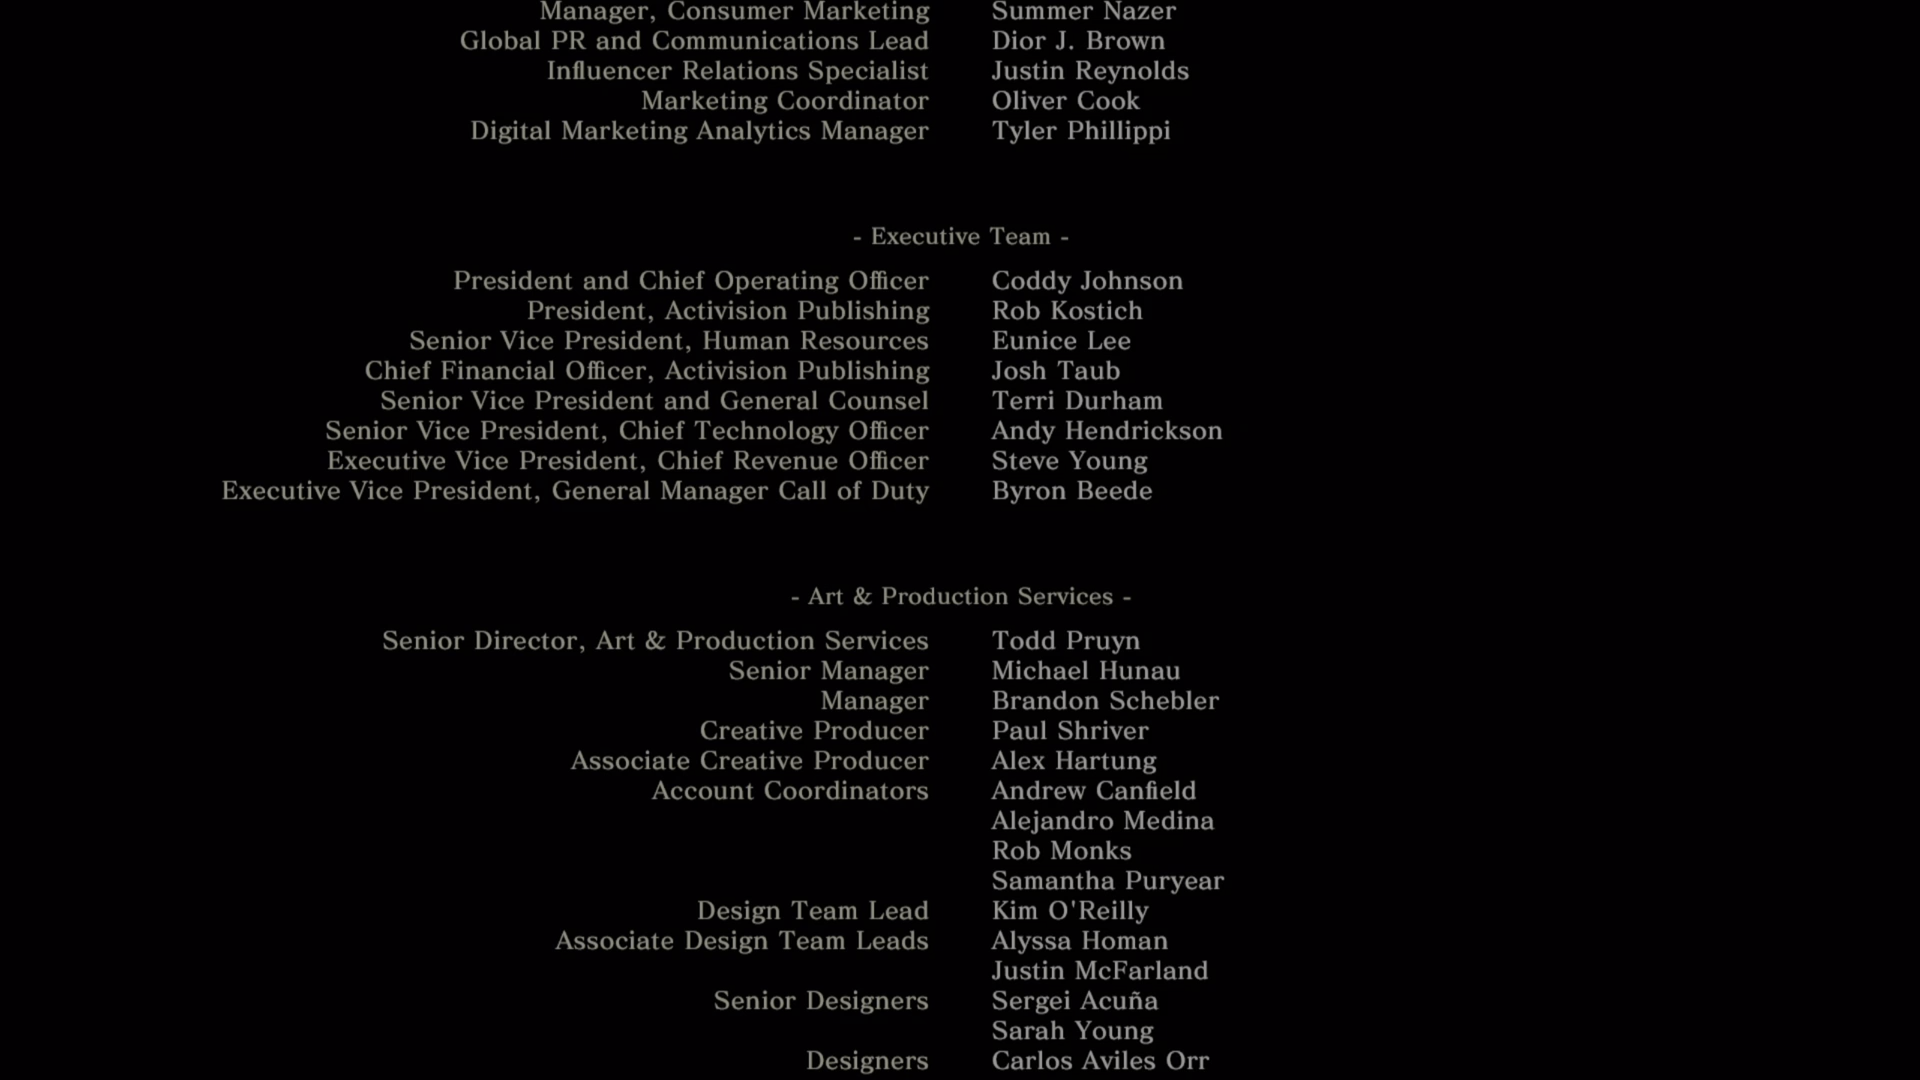 Manager, Consumer Marketing Summer Nazer
Global PR and Communications Lead Dior J. Brown
Influencer Relations Specialist Justin Reynolds
Marketing Coordinator Oliver Cook
Digital Marketing Analytics Manager Tyler Phillippi
- Executive Team -
President and Chief Operating Officer Coddy Johnson
President, Activision Publishing Rob Kostich
Senior Vice President, Human Resources Eunice Lee
Chief Financial Officer, Activision Publishing Josh Taub
Senior Vice President and General Counsel Terri Durham
Senior Vice President, Chief Technology Officer Andy Hendrickson
Executive Vice President, Chief Revenue Officer Steve Young
Executive Vice President, General Manager Call of Duty Byron Beede
- Art & Production Services -
Senior Director, Art & Production Services Todd Pruyn
Senior Manager Michael Hunau
Manager Brandon Schebler
Creative Producer Paul Shriver
Associate Creative Producer Alex Hartung
Account Coordinators Andrew Canfield
Alejandro Medina
Rob Monks
Samantha Puryear
Design Team Lead Kim O'Reilly
Associate Design Team Leads Alyssa Homan
Justin McFarland
Senior Designers Sergei Acuña
Sarah Young
Designers Carlos Aviles Orr